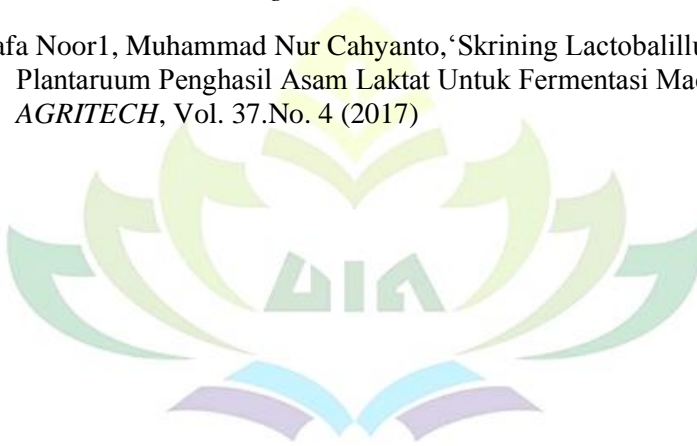 afa Noor1, Muhammad Nur Cahyanto,‘Skrining Lactobalillu
Plantaruum Penghasil Asam Laktat Untuk Fermentasi Mac
AGRITECH, Vol. 37.No. 4 (2017)
UIN